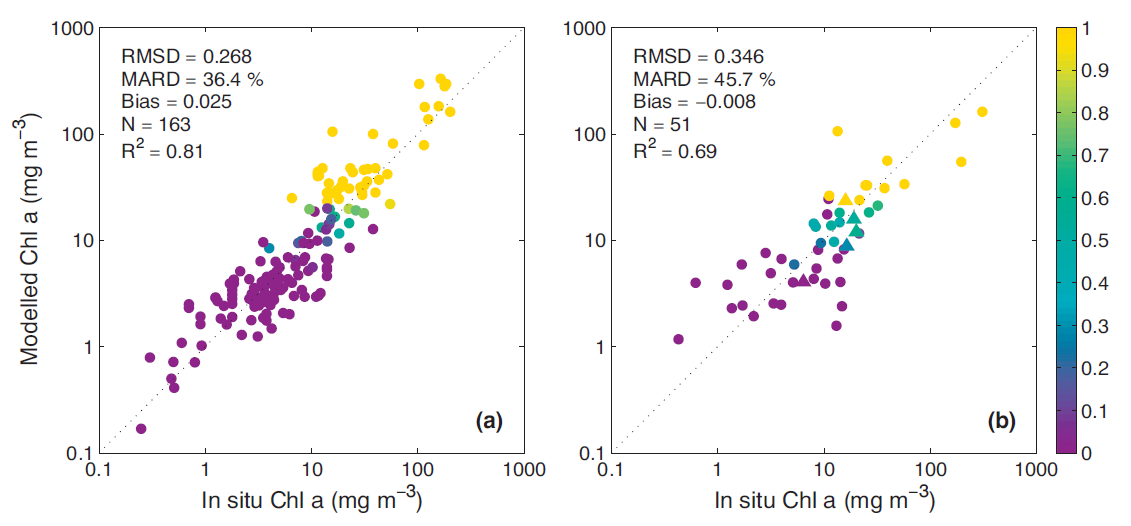 RMSD = 0.268
MARD = 36.4 %
Bias = 0.025
N = 163
R² = 0.81
(a)
1000
100
10
1
0.1
0.1 1 10 100 1000
Modelled Chl a (mg m⁻³)
In situ Chl a (mg m⁻³)
RMSD = 0.346
MARD = 45.7 %
Bias = −0.008
N = 51
R² = 0.69
(b)
1000
100
10
1
0.1
0.1 1 10 100 1000
In situ Chl a (mg m⁻³)
1
0.9
0.8
0.7
0.6
0.5
0.4
0.3
0.2
0.1
0